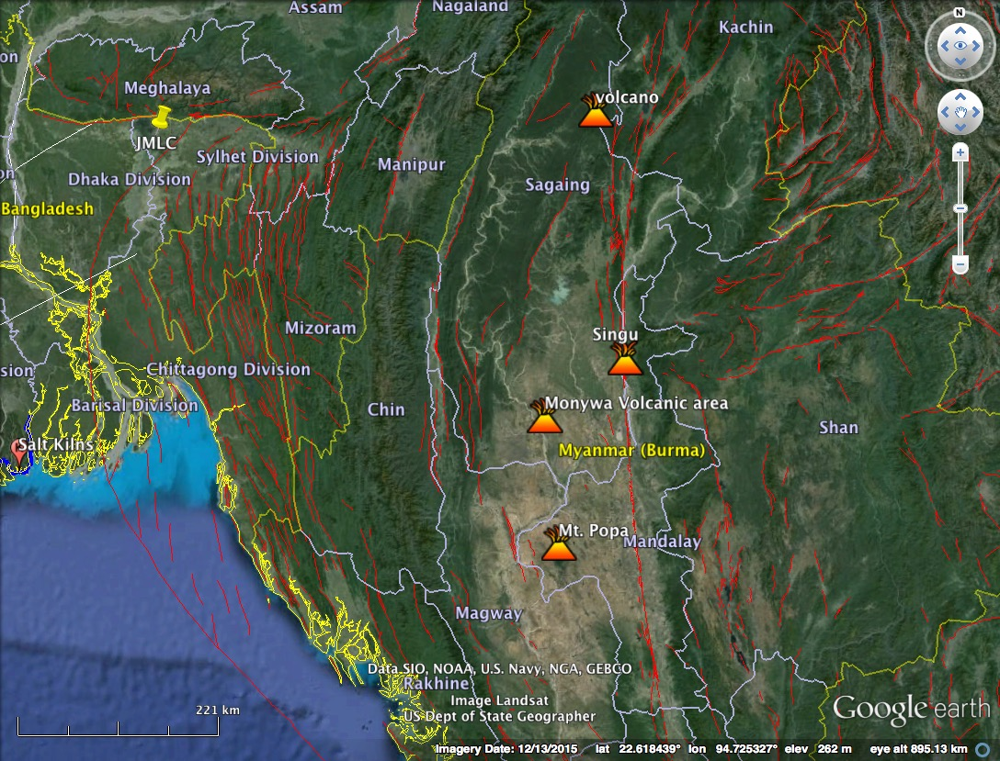 Assam
Nagaland
Kachin
N
on
Meghalaya
volcano
JMLC
Sylhet Division
Manipur
on
Dhaka Division
Sagaing
Bangladesh
Mizoram
Singu
sion
Chittagong Division
Barisal Division
Chin
Monywa Volcanic area
Shan
Salt Kilns
Myanmar (Burma)
Mt. Popa
Mandalay
Magway
Data SIO, NOAA, U.S. Navy, NGA, GEBCO
Rakhine
Image Landsat
US Dept of State Geographer
221 km
Google earth
Imagery Date: 12/13/2015 lat 22.618439° lon 94.725327° elev 262 m eye alt 895.13 km